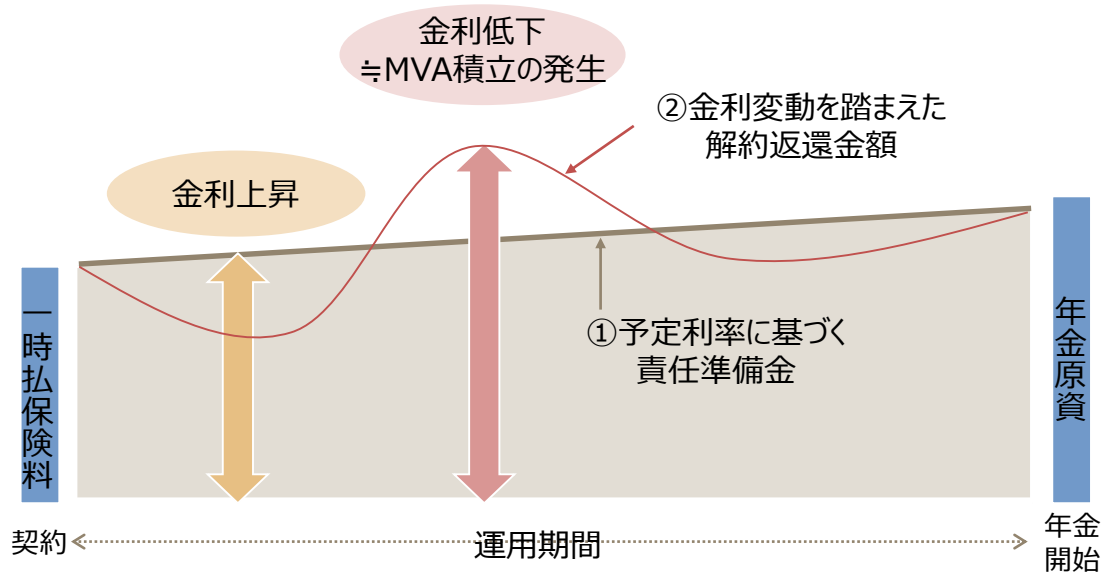 金利低下
≒MVA積立の発生
②金利変動を踏まえた
解約返還金額
金利上昇
一時払保険料
①予定利率に基づく
責任準備金
年金原資
契約
運用期間
年金
開始